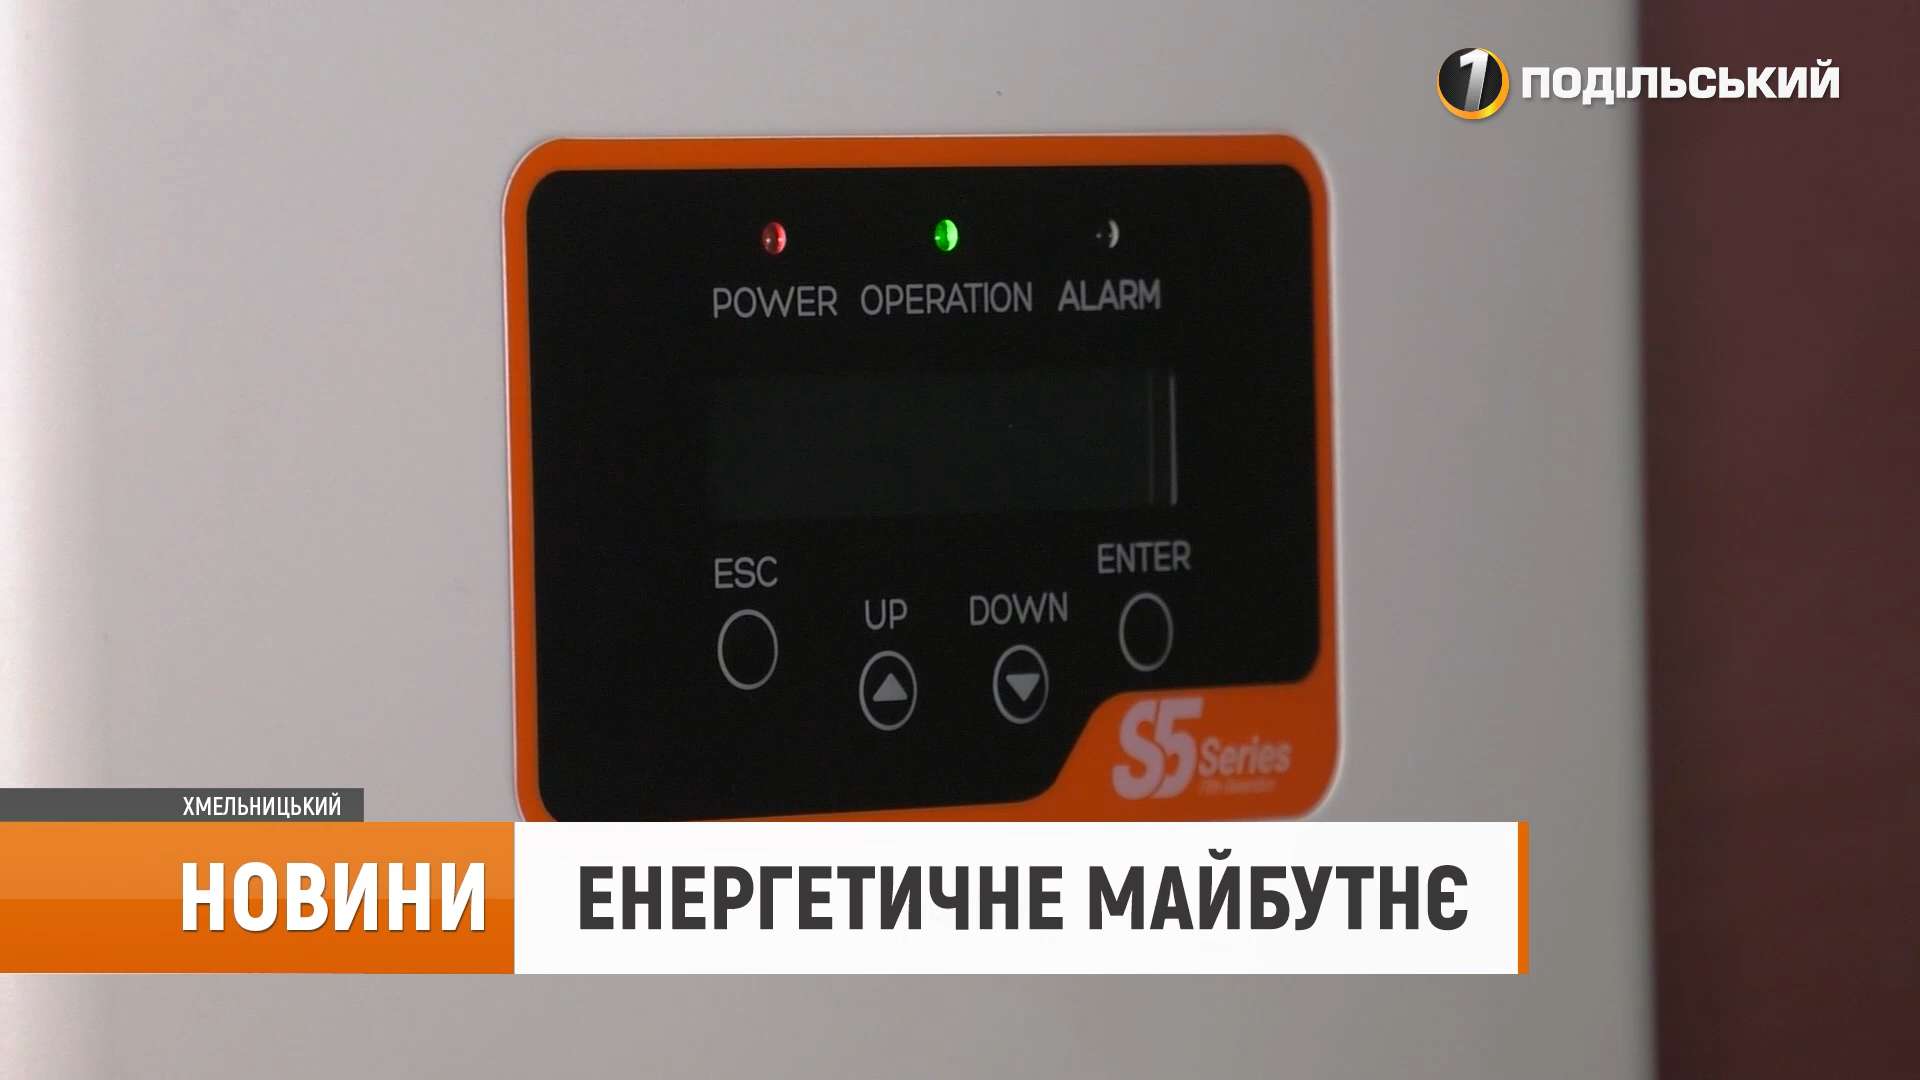 1 ПОДІЛЬСЬКИЙ
POWER OPERATION ALARM
ESC UP DOWN ENTER
S5 Series
ХМЕЛЬНИЦЬКИЙ
НОВИНИ ЕНЕРГЕТИЧНЕ МАЙБУТНЄ